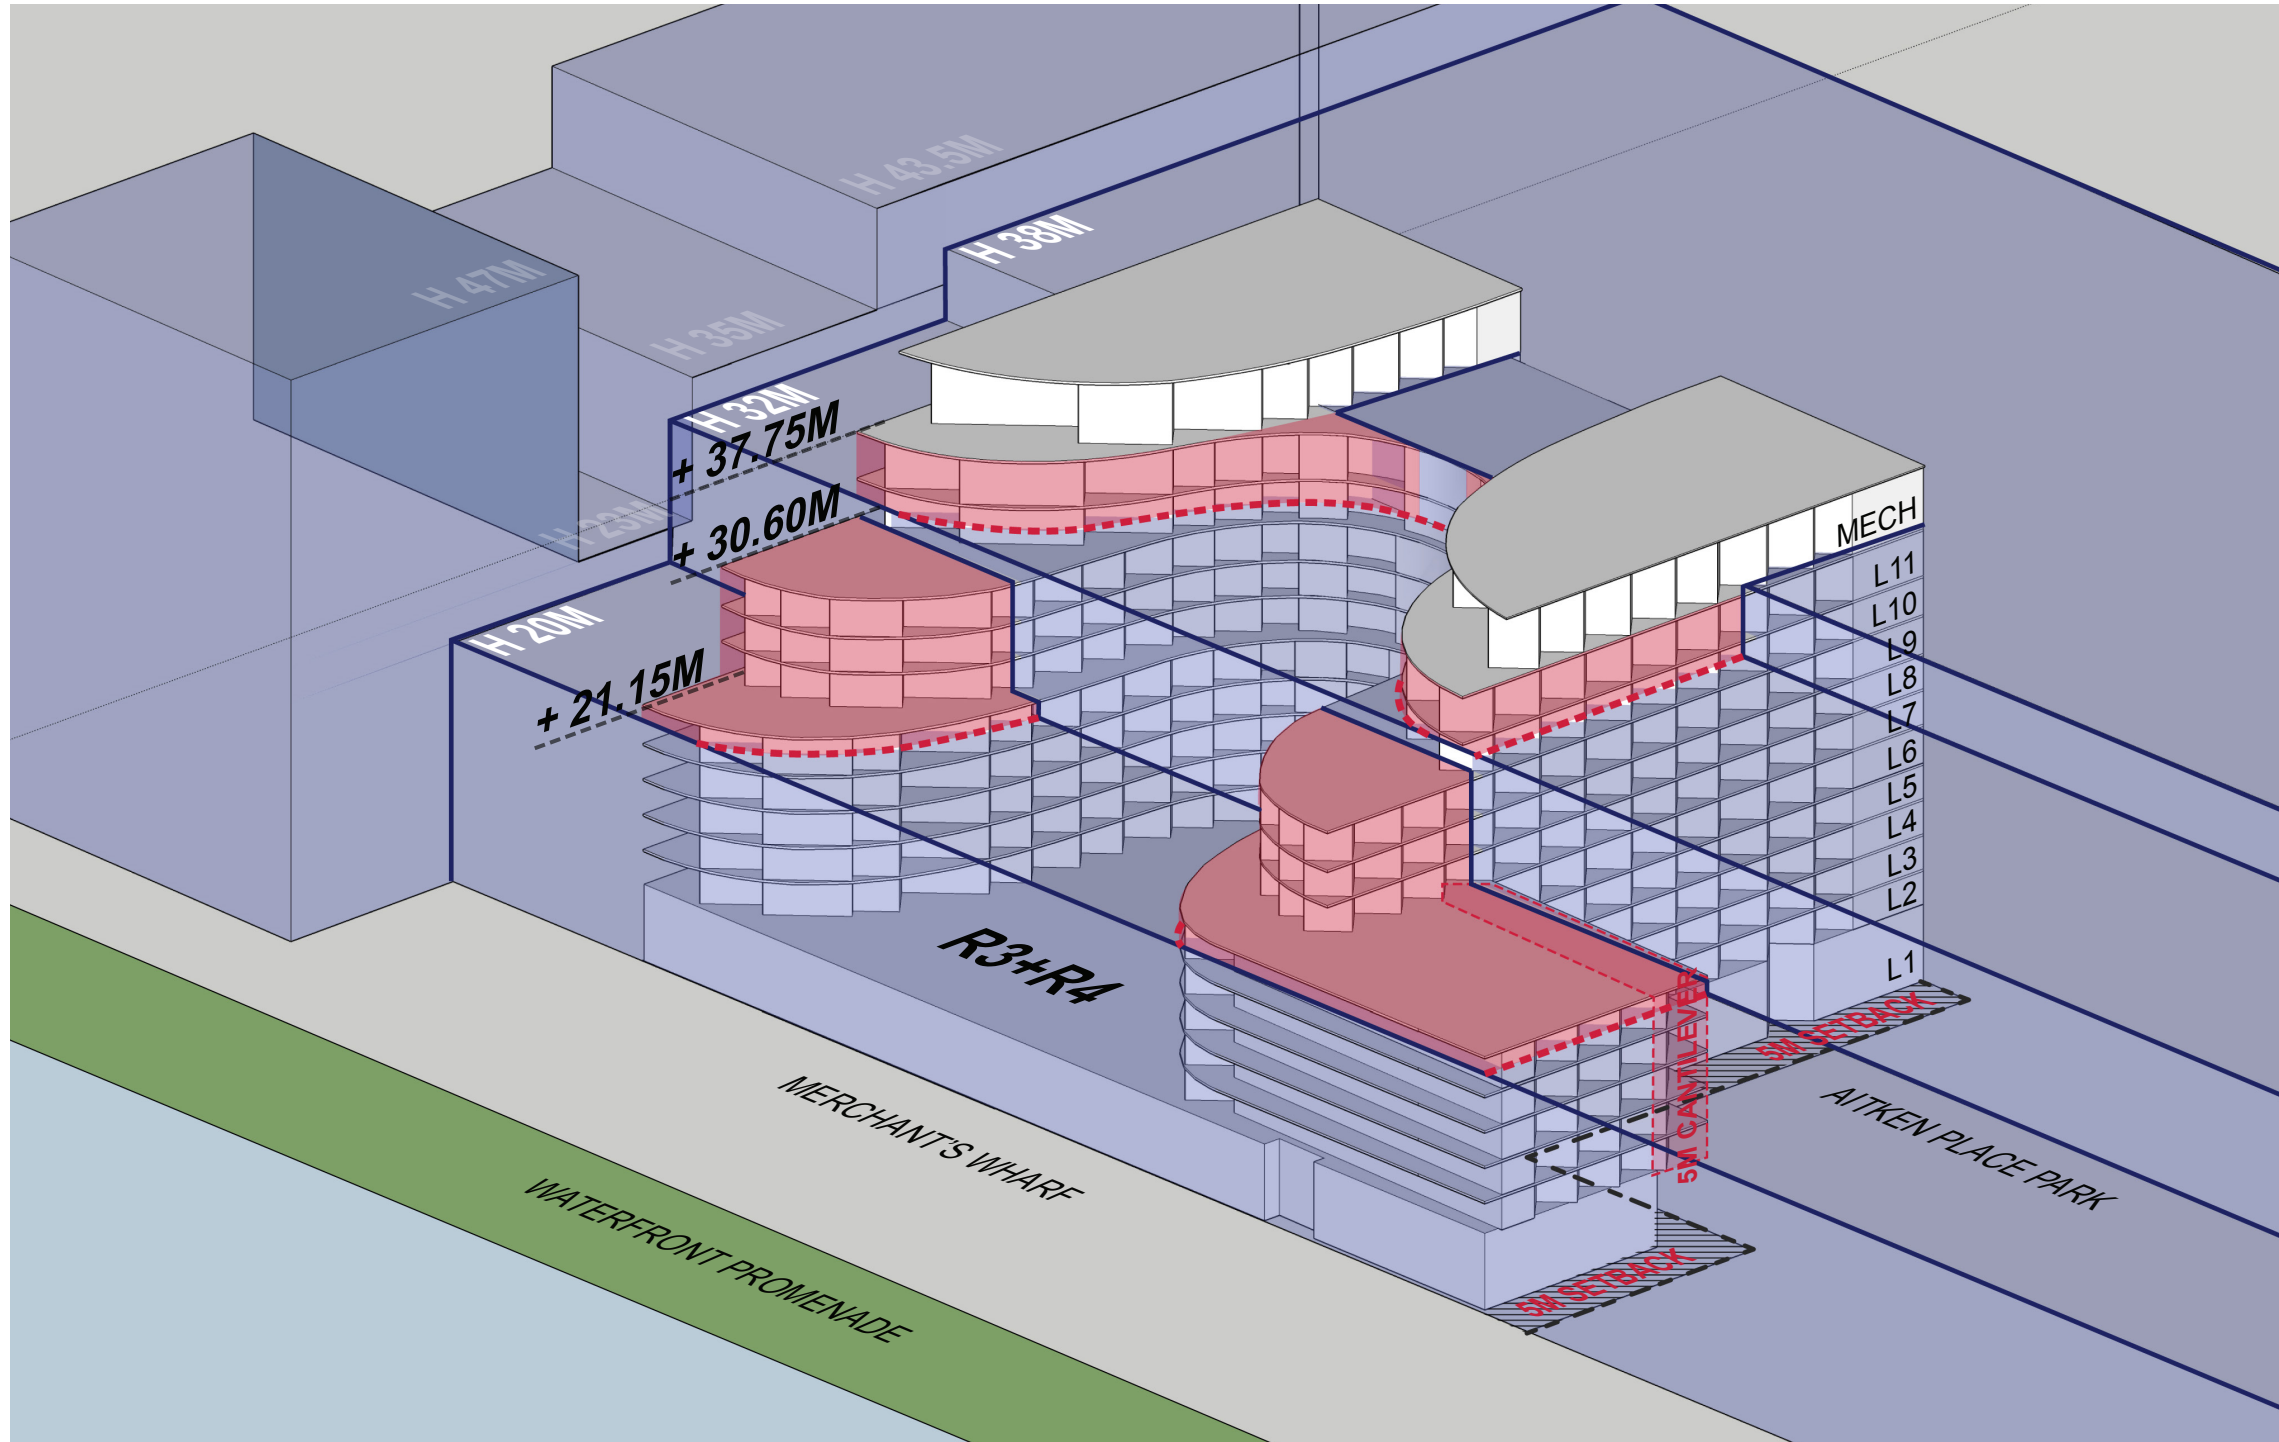 H 43.5M
H 38M
H 47M
H 35M
H 32M
+ 37.75M
H 23M
+ 30.60M
H 20M
+ 21.15M
MECH
L11
L10
L9
L8
L7
L6
L5
L4
L3
L2
L1
R3+R4
5M CANTILEVER
5M SETBACK
5M SETBACK
AITKEN PLACE PARK
MERCHANT'S WHARF
WATERFRONT PROMENADE